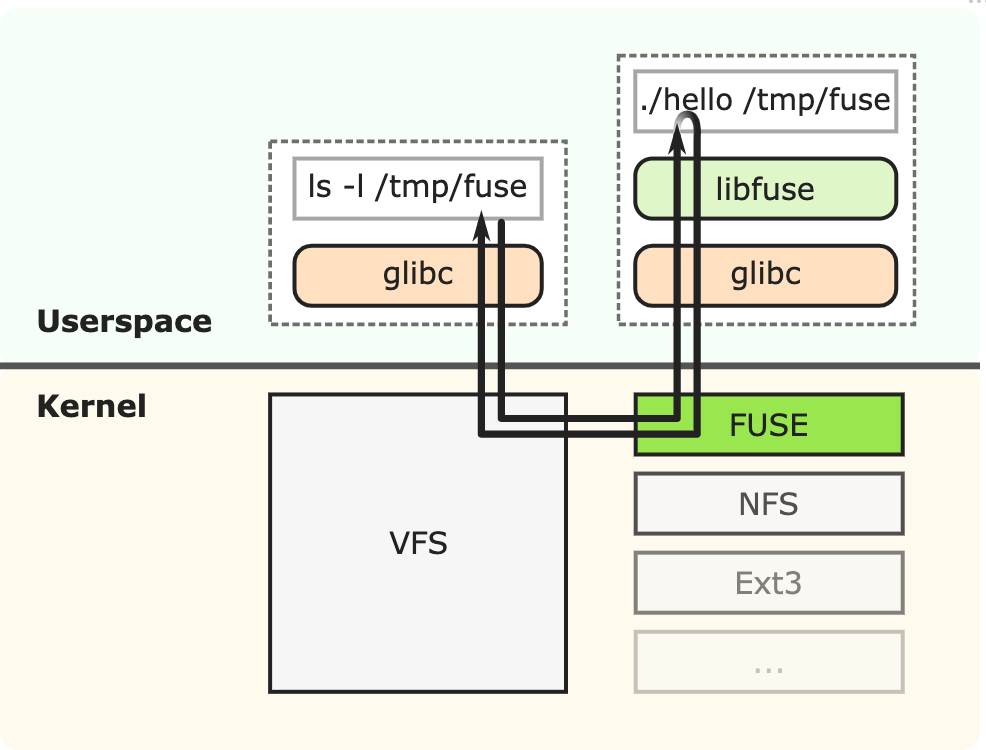 ./hello /tmp/fuse
ls -l /tmp/fuse
libfuse
glibc
glibc
Userspace
Kernel
FUSE
NFS
VFS
Ext3
...